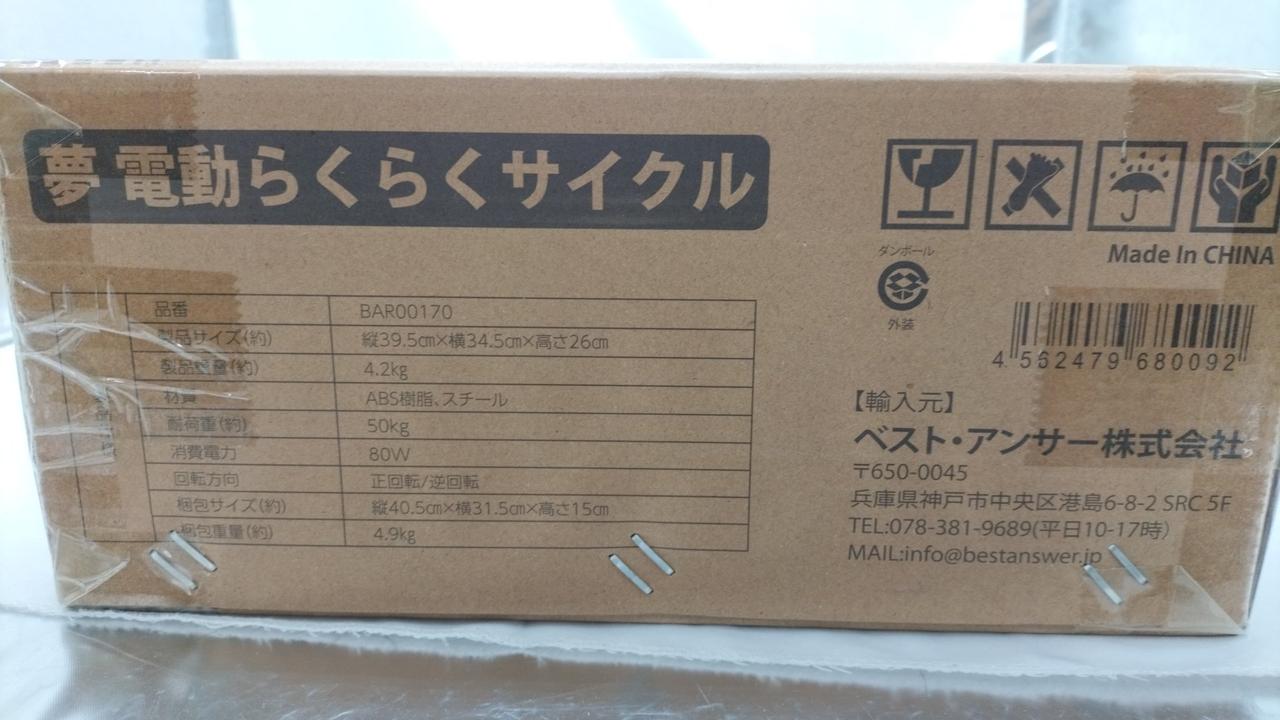 夢 電動らくらくサイクル
品番 BAR00170
製品サイズ(約) 縦39.5cm×横34.5cm×高さ26cm
製品重量(約) 4.2kg
材質 ABS樹脂、スチール
耐荷重(約) 50kg
消費電力 80W
回転方向 正回転/逆回転
梱包サイズ(約) 縦40.5cm×横31.5cm×高さ15cm
梱包重量(約) 4.9kg
Made In CHINA
ダンボール
外装
4 562479 680092
【輸入元】
ベスト・アンサー株式会社
〒650-0045
兵庫県神戸市中央区港島6-8-2 SRC 5F
TEL:078-381-9689(平日10-17時)
MAIL:info@bestanswer.jp